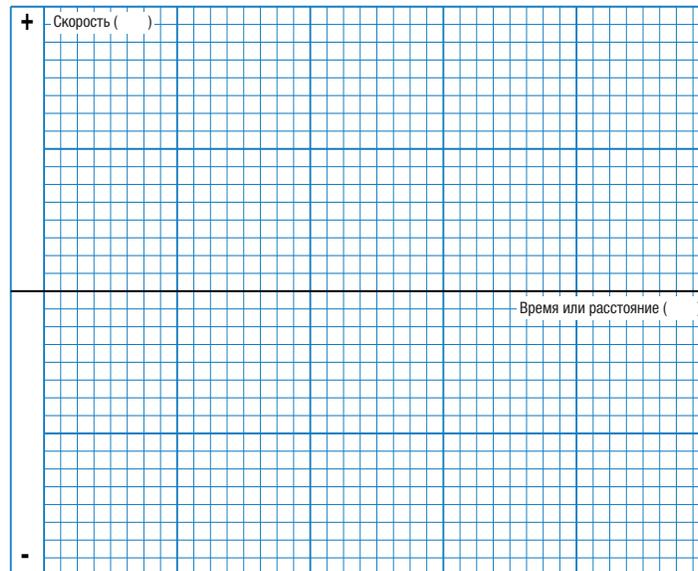 + Скорость ( )
Время или расстояние (
-